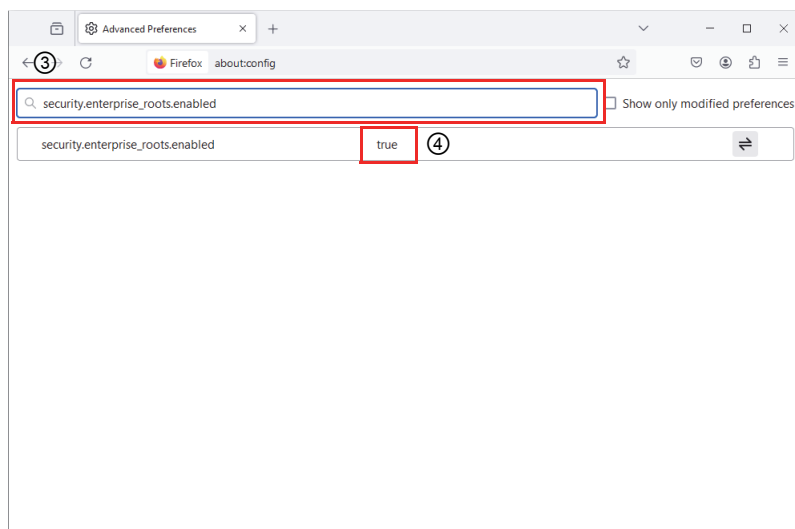 Advanced Preferences
③
Firefox about:config
security.enterprise_roots.enabled
Show only modified preferences
security.enterprise_roots.enabled true ④